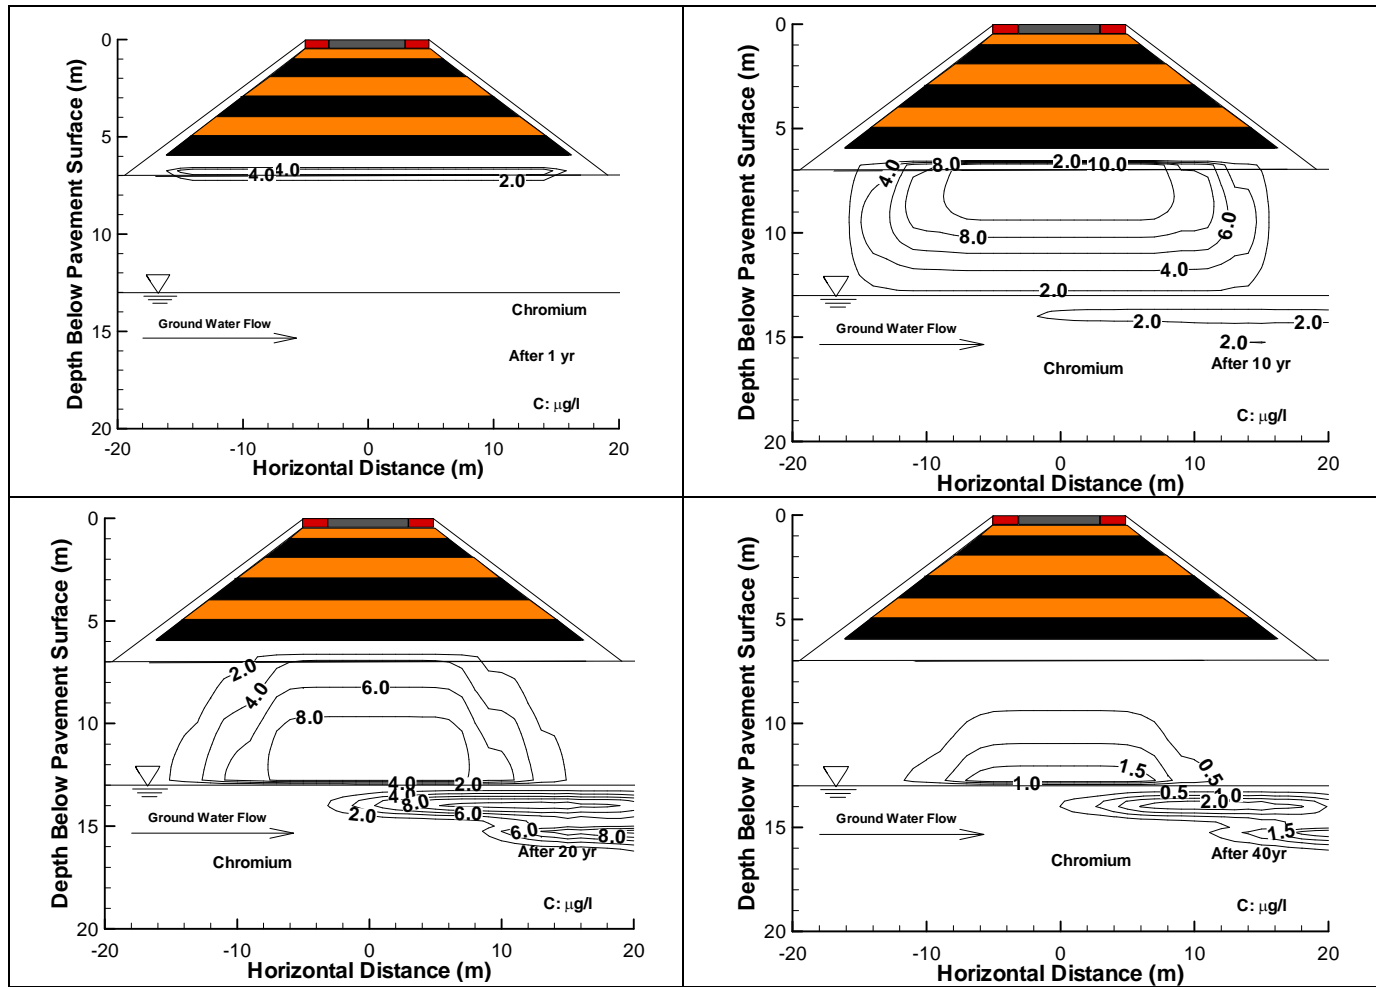 Depth Below Pavement Surface (m)
0
5
10
15
20
4.0 4.0
4.0
2.0
Chromium
Ground Water Flow
After 1 yr
C: µg/l
-20 -10 0 10 20
Horizontal Distance (m)
Depth Below Pavement Surface (m)
0
5
10
15
20
4.0
8.0
2.0
10.0
8.0
6.0
4.0
2.0
Ground Water Flow
2.0
2.0
2.0
After 10 yr
Chromium
-20 -10 0 10 20
Horizontal Distance (m)
Depth Below Pavement Surface (m)
0
5
10
15
20
2.0
4.0
6.0
8.0
4.0
2.0
4.0
8.0
2.0
6.0
Ground Water Flow
6.0
8.0
After 20 yr
Chromium
C: µg/l
-20 -10 0 10 20
Horizontal Distance (m)
Depth Below Pavement Surface (m)
0
5
10
15
20
1.5
0.5
1.0
0.5
1.0
2.0
Ground Water Flow
1.5
After 40yr
Chromium
C: µg/l
-20 -10 0 10 20
Horizontal Distance (m)